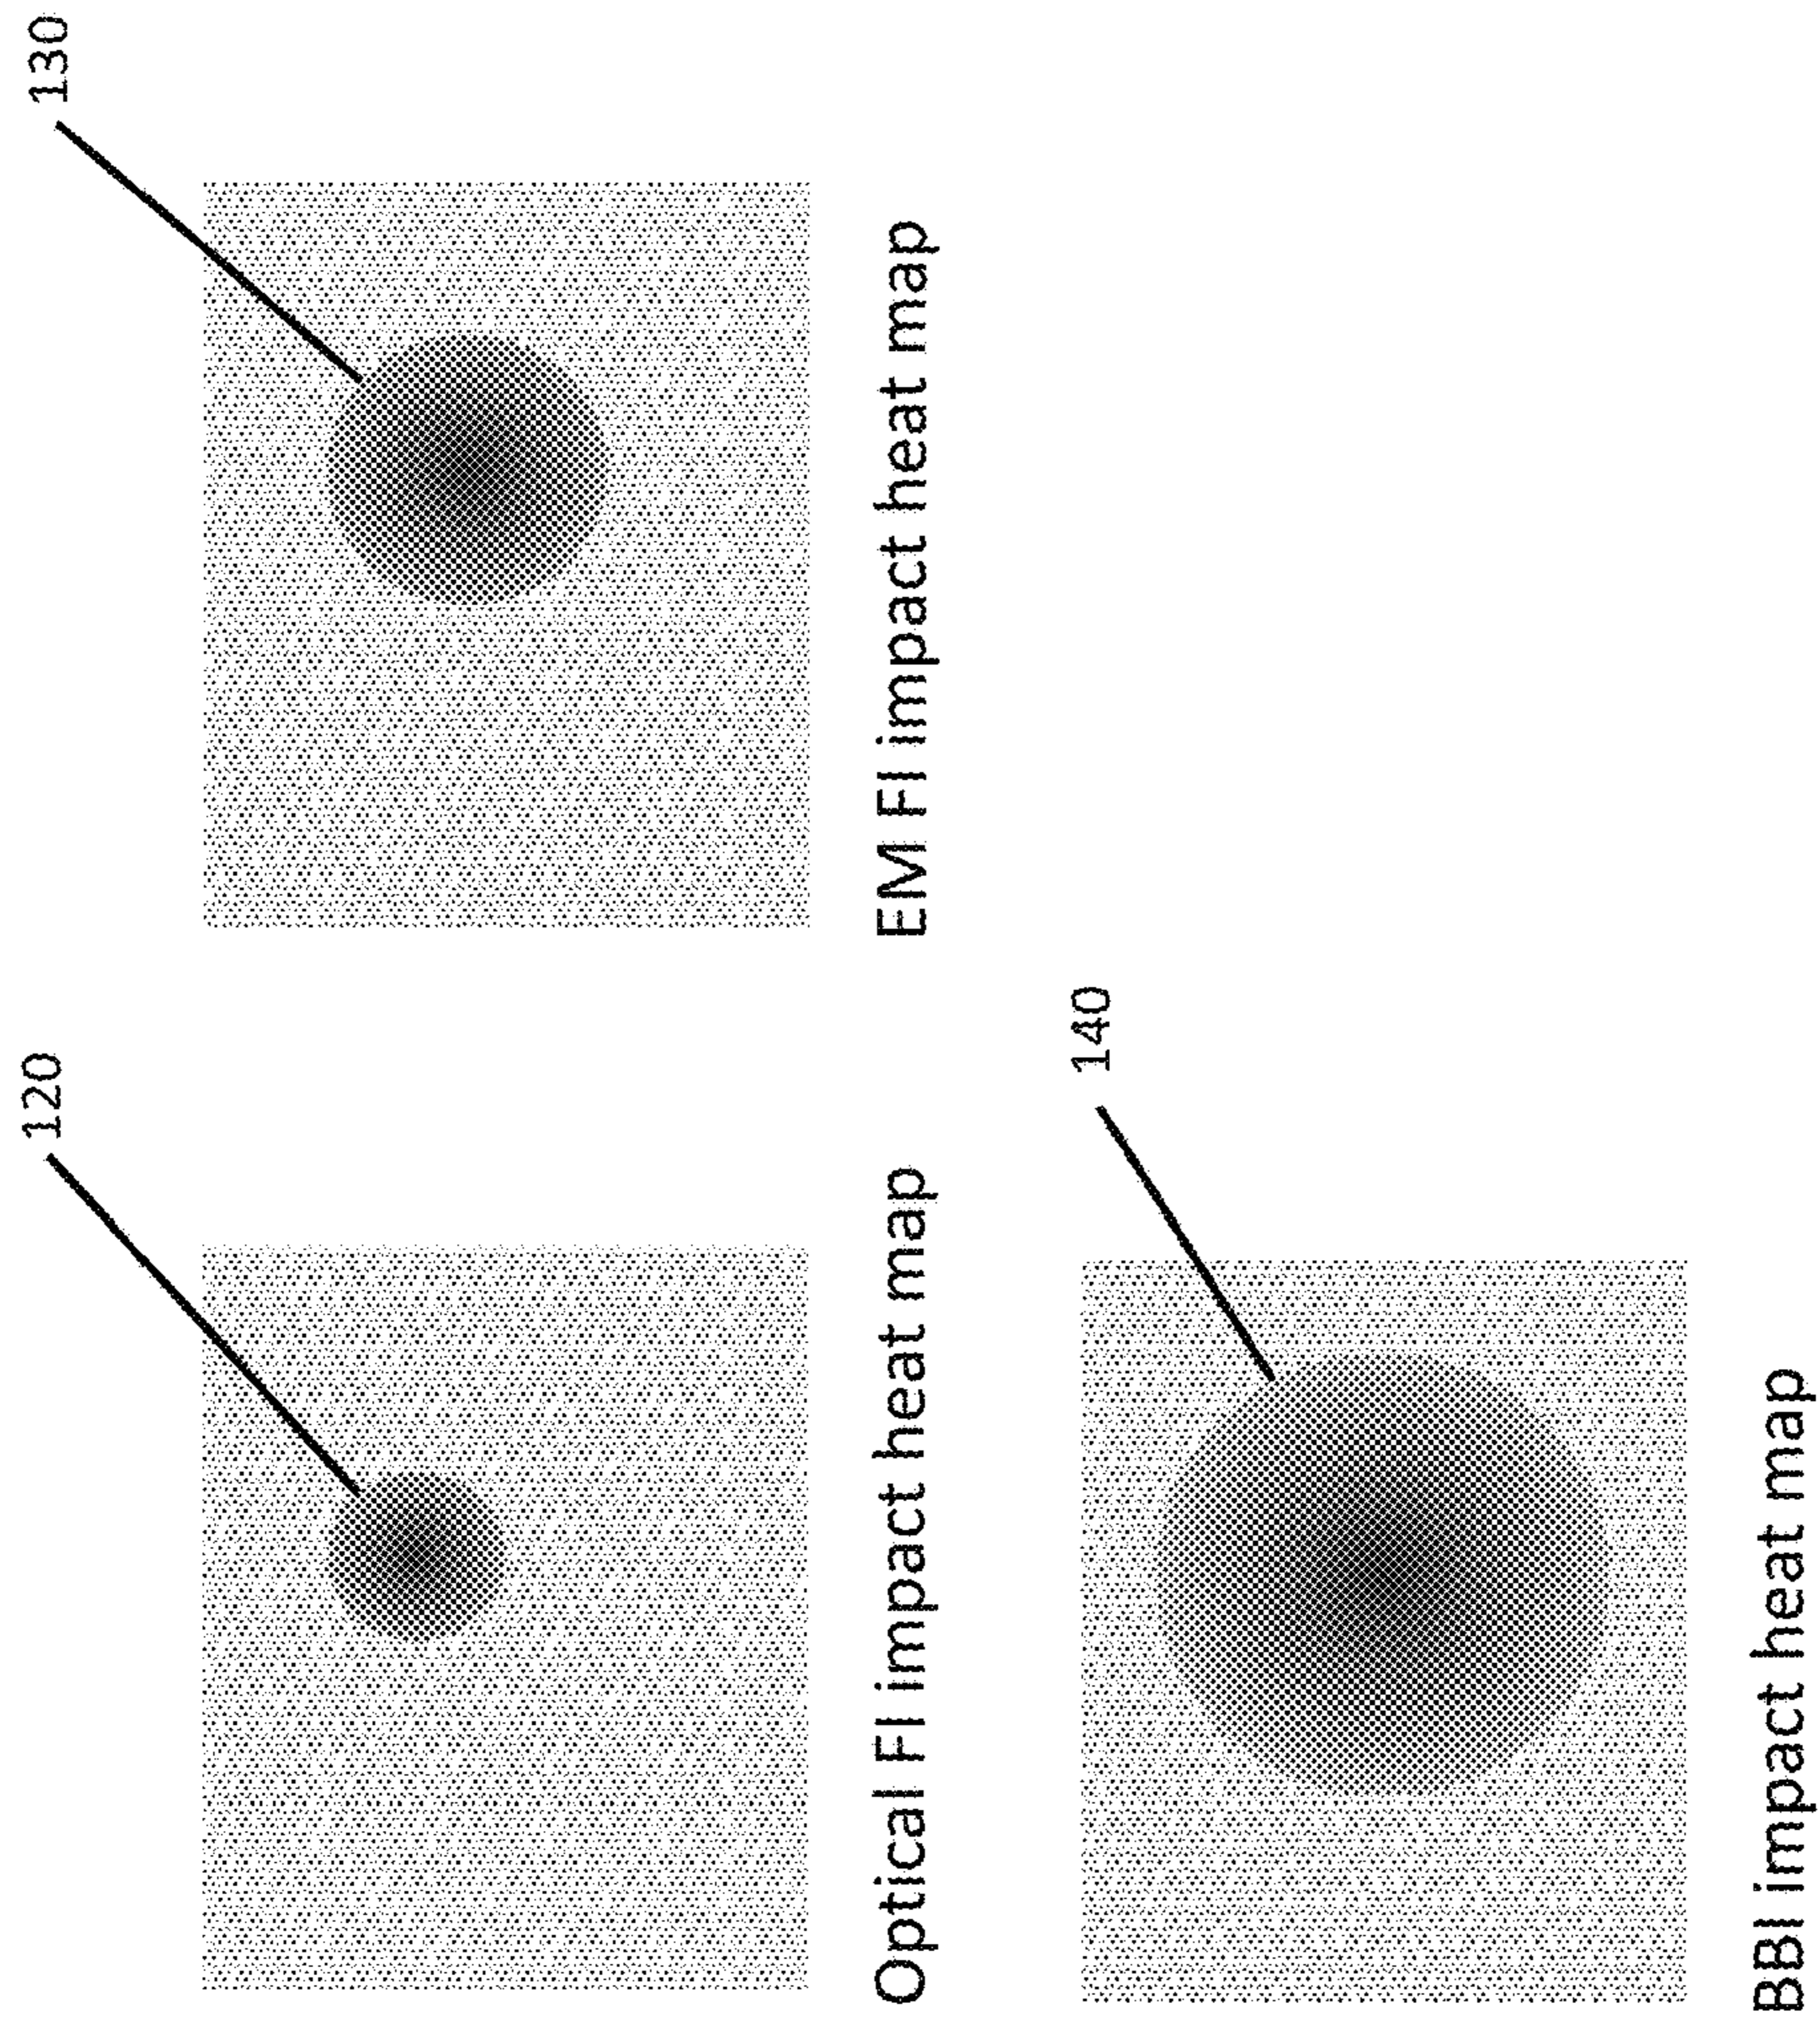 120
Optical FI impact heat map
130
EM FI impact heat map
140
BBI impact heat map